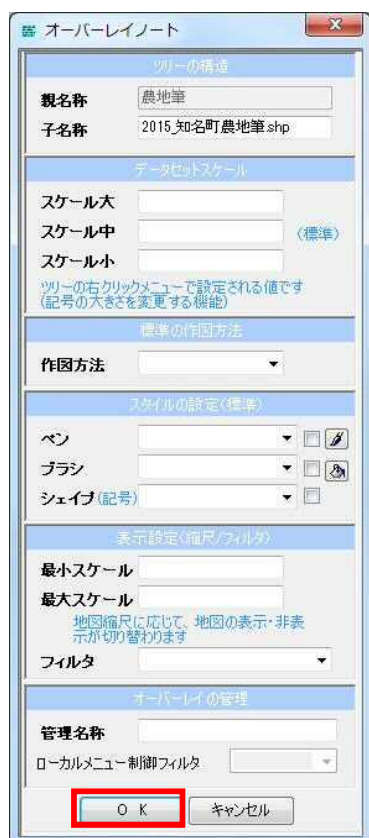 オーバーレイノート
ツリーの構造
親名称 農地筆
子名称 2015_知名町農地筆.shp
データセットスケール
スケール大
スケール中 (標準)
スケール小
ツリーの右クリックメニューで設定される値です
(記号の大きさを変更する機能)
標準の作図方法
作図方法
スタイルの設定(標準)
ペン
ブラシ
シェイプ(記号)
表示設定(縮尺/フィルタ)
最小スケール
最大スケール
地図縮尺に応じて、地図の表示・非表
示が切り替わります
フィルタ
オーバーレイの管理
管理名称
ローカルメニュー制御フィルタ
OK キャンセル